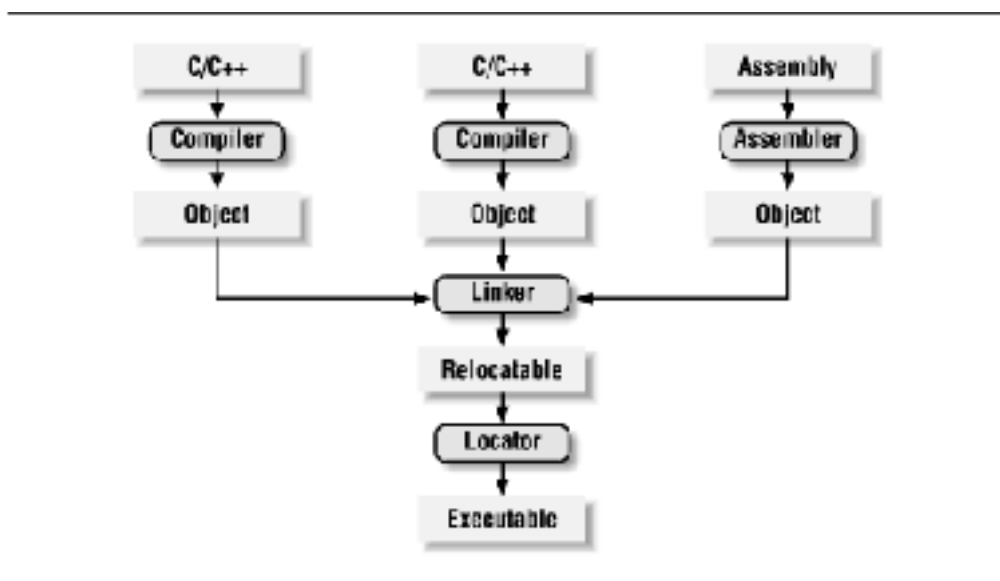 C/C++ C/C++ Assembly
Compiler Compiler Assembler
Object Object Object
Linker
Relocatable
Locator
Executable